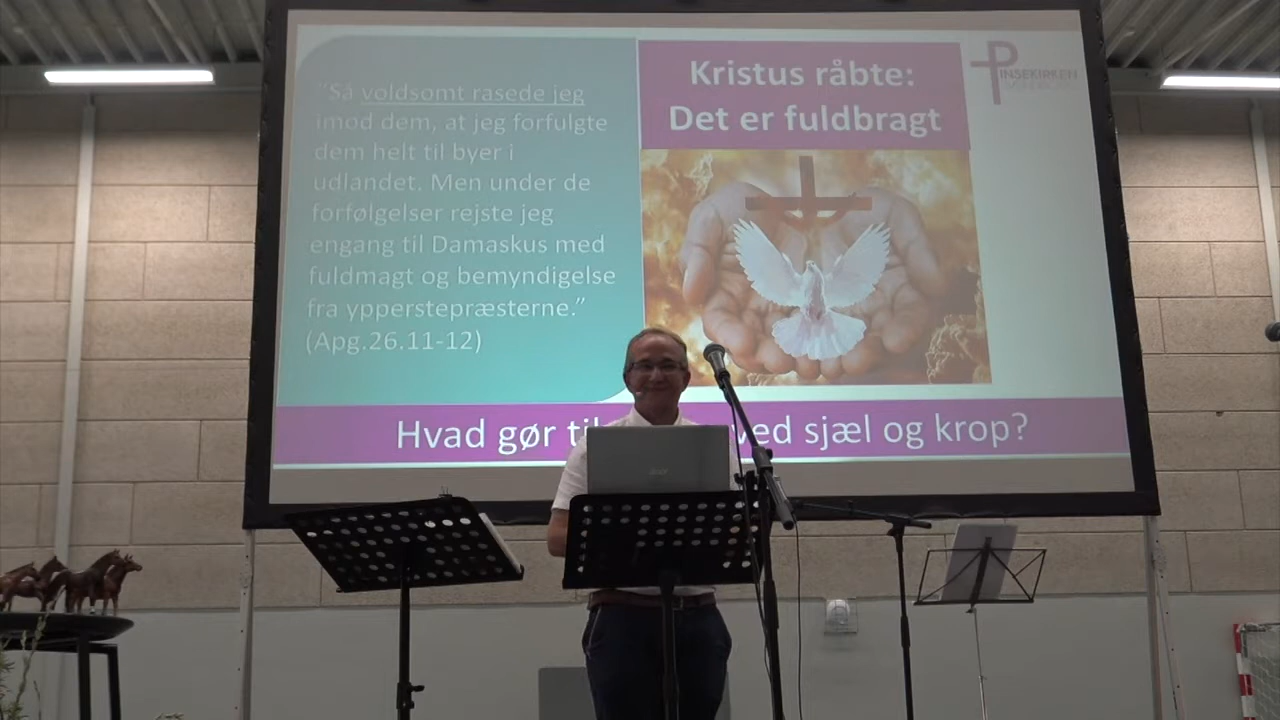 "Så voldsomt rasede jeg
imod dem, at jeg forfulgte
dem helt til byer i
udlandet. Men under de
forfølgelser rejste jeg
engang til Damaskus med
fuldmagt og bemyndigelse
fra ypperstepræsterne."
(Apg.26.11-12)
Kristus råbte:
Det er fuldbragt
PINSEKIRKEN
Hvad gør ved sjæl og krop?
acer